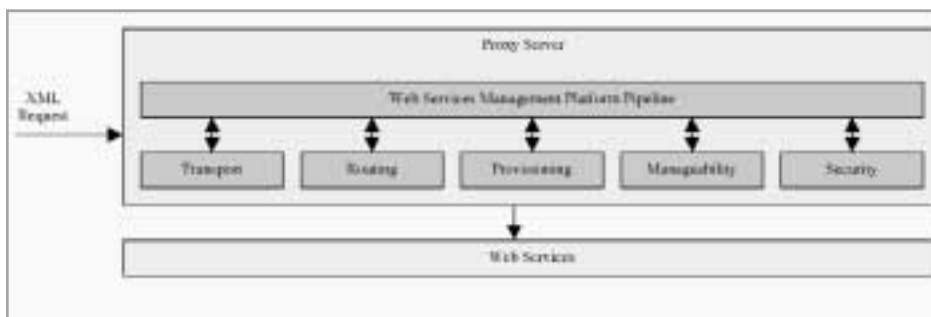 Proxy Server
XML
Request
Web Services Management Platform Pipeline
Transport
Routing
Provisioning
Manageability
Security
Web Services